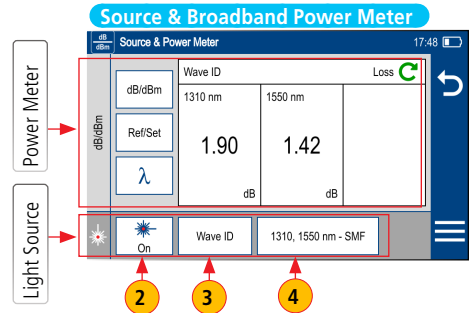 Source & Broadband Power Meter
dB
dBm
Source & Power Meter
17:48
Power Meter
dB/dBm
dB/dBm
Ref/Set
λ
Wave ID
Loss
1310 nm
1550 nm
1.90
1.42
dB
dB
Light Source
On
Wave ID
1310, 1550 nm - SMF
2
3
4